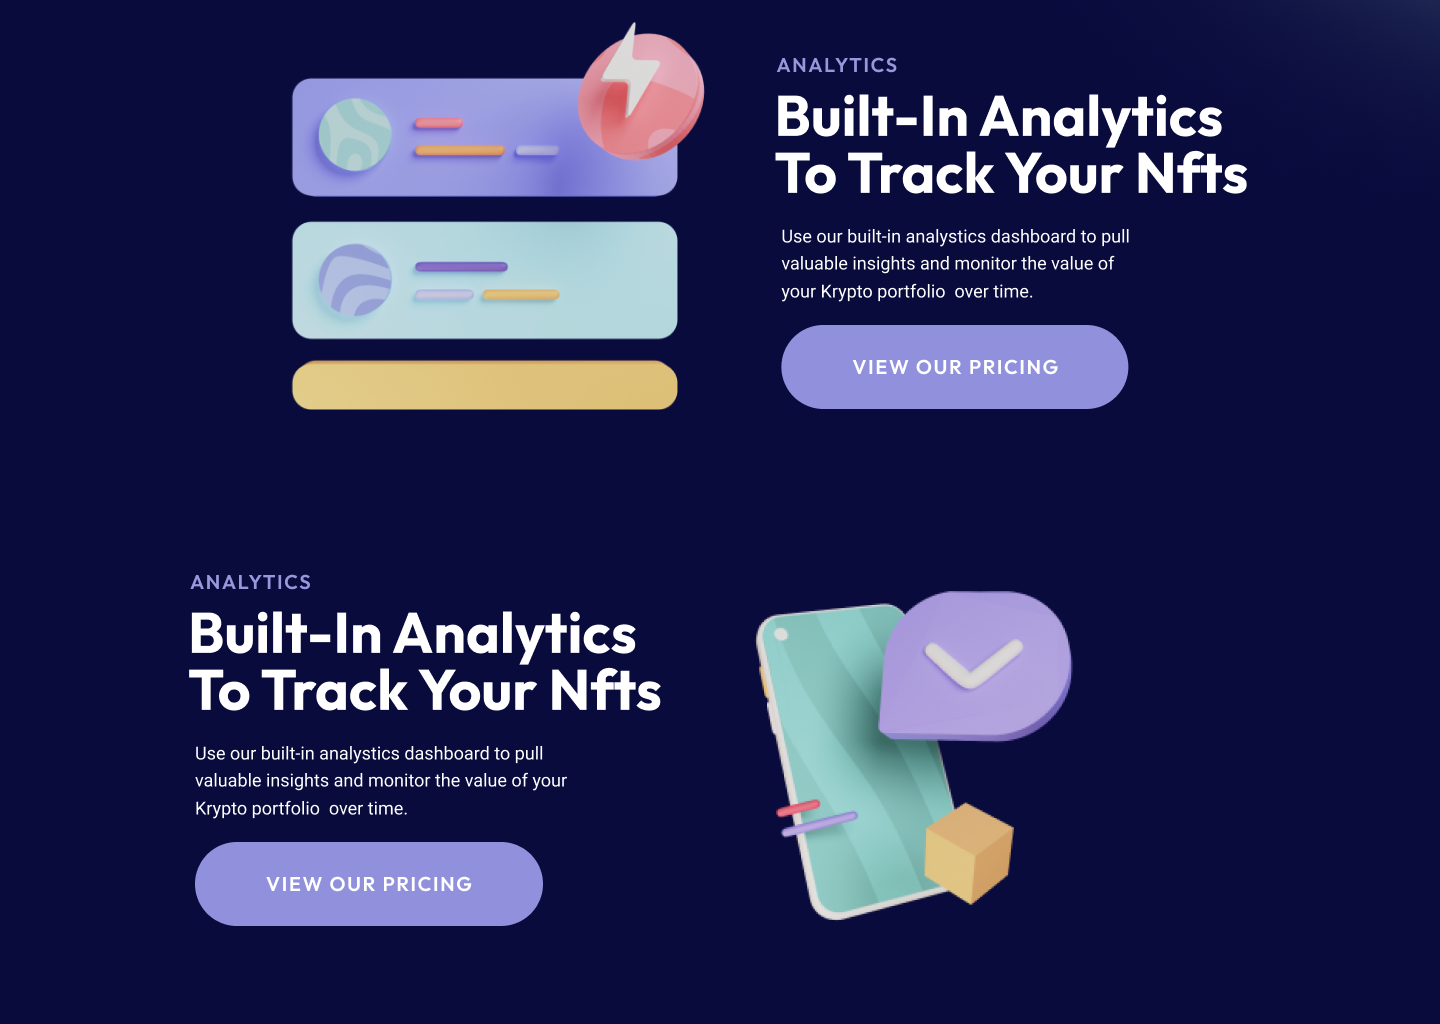 ANALYTICS
Built-In Analytics
To Track Your Nfts
Use our built-in analystics dashboard to pull
valuable insights and monitor the value of
your Krypto portfolio  over time.
VIEW OUR PRICING
ANALYTICS
Built-In Analytics
To Track Your Nfts
Use our built-in analystics dashboard to pull
valuable insights and monitor the value of your
Krypto portfolio  over time.
VIEW OUR PRICING